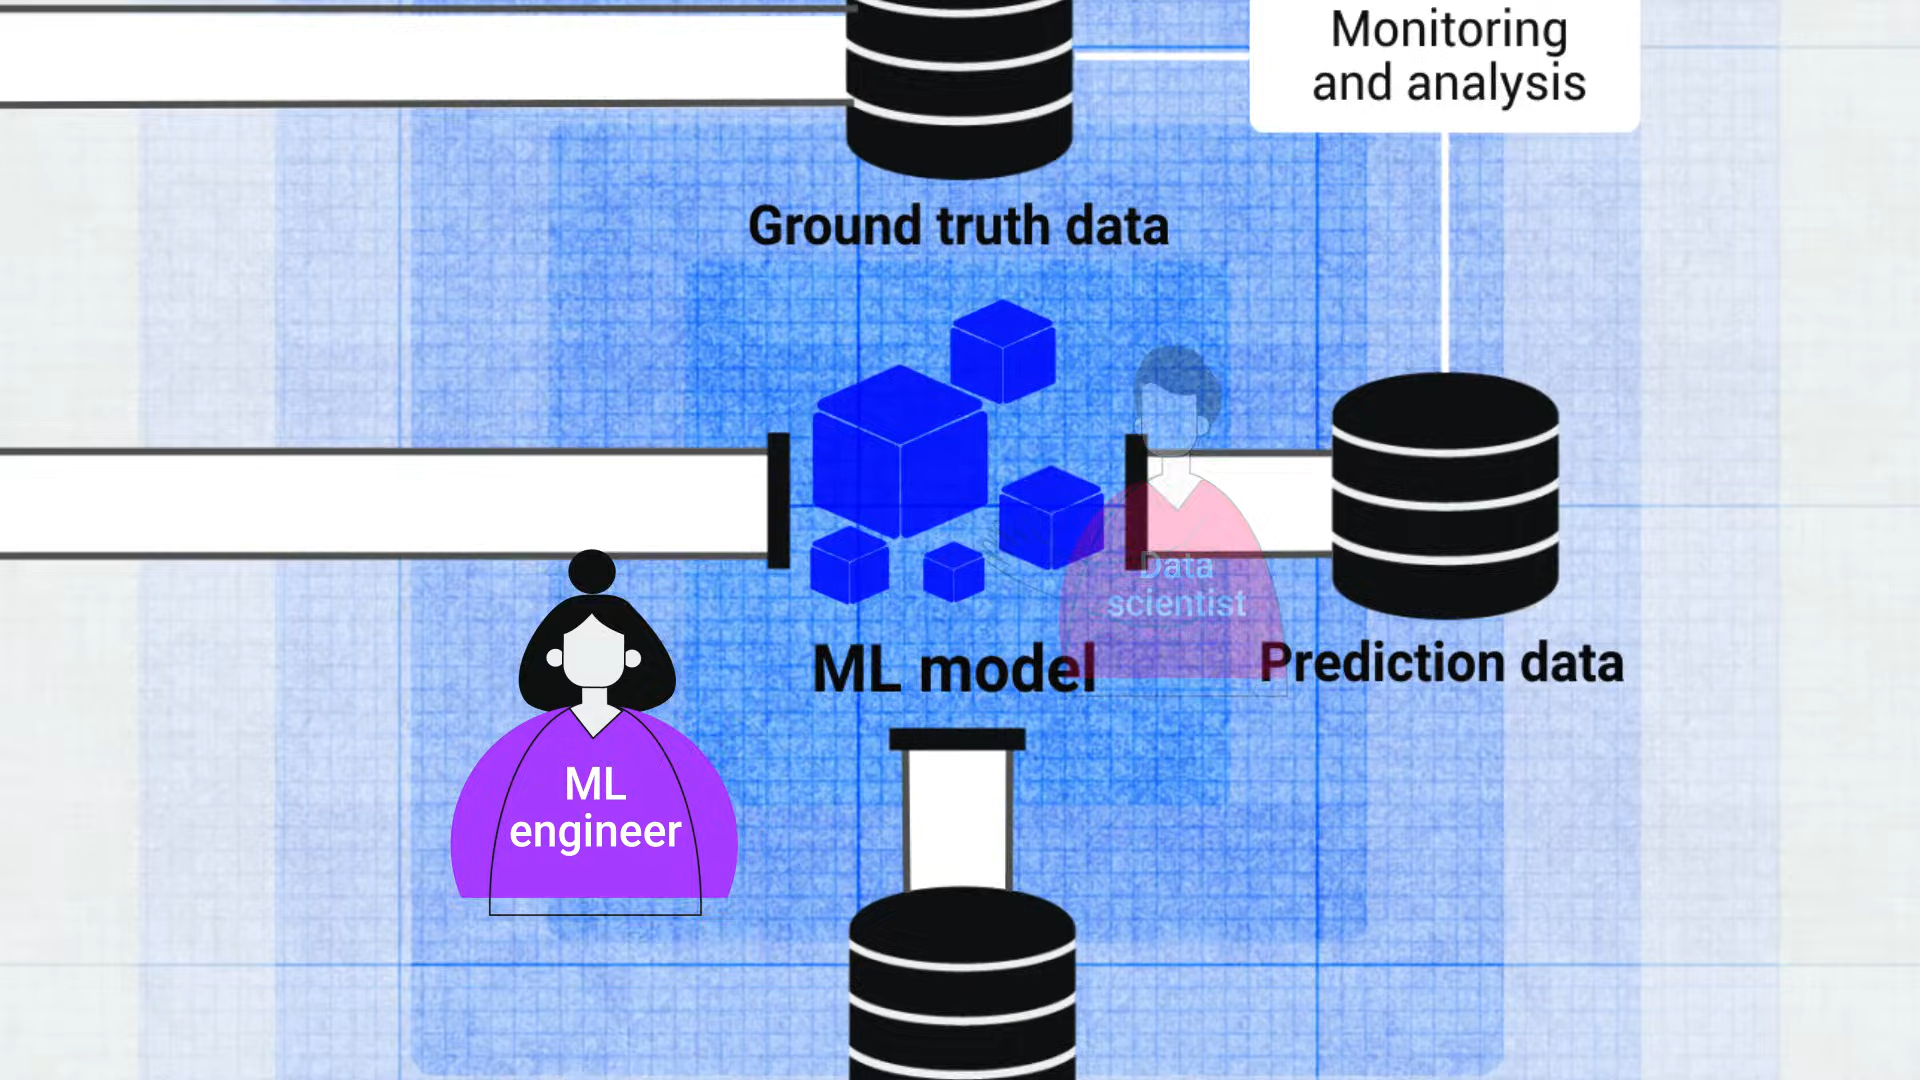 Monitoring
and analysis
Ground truth data
Data
scientist
ML model
Prediction data
ML
engineer